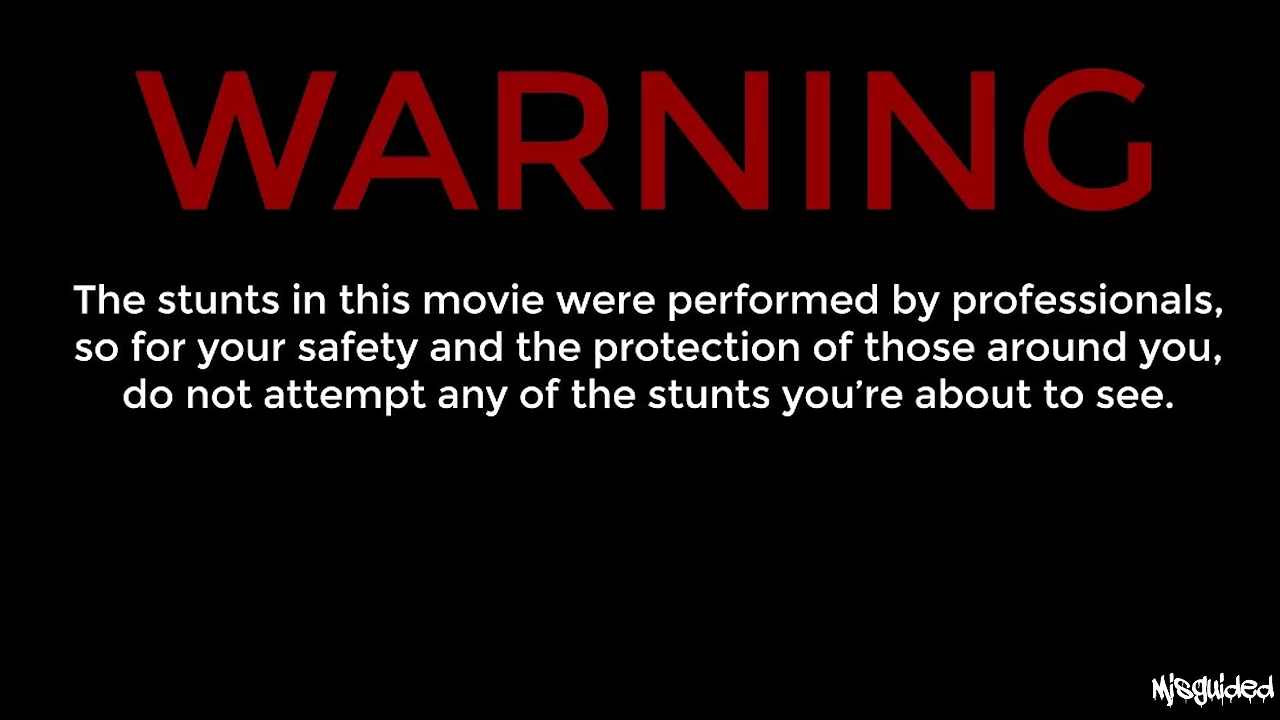 WARNING
The stunts in this movie were performed by professionals,
so for your safety and the protection of those around you,
do not attempt any of the stunts you’re about to see.
Misguided